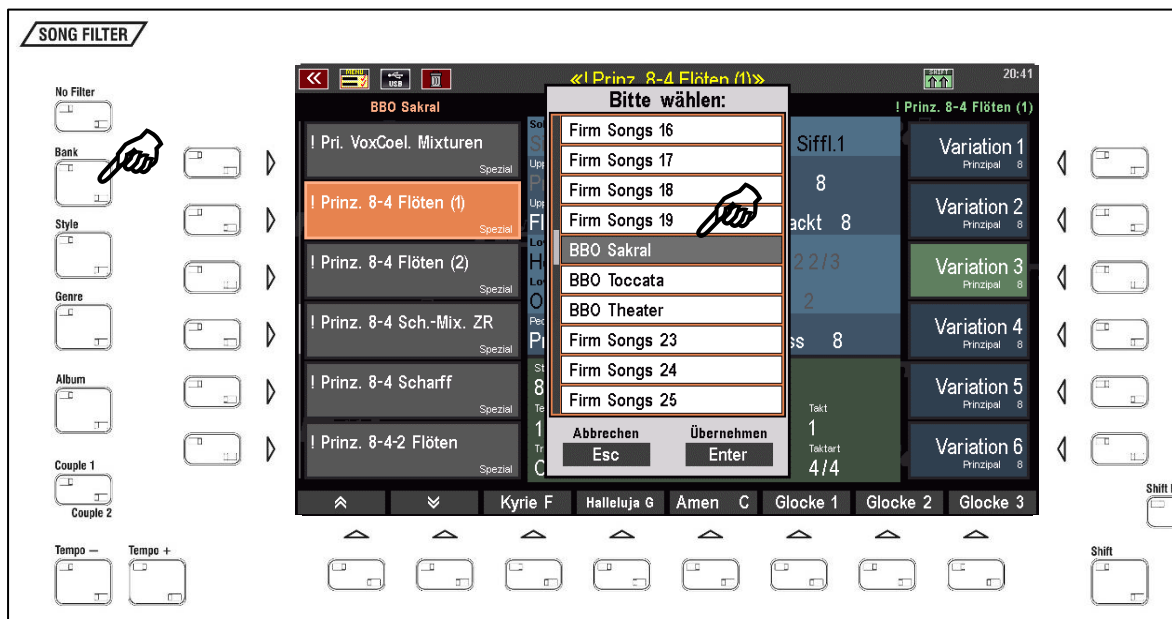 SONG FILTER
No Filter
Bank
Style
Genre
Album
Couple 1
Couple 2
Tempo —
Tempo +
MENU
USB
«! Prinz. 8-4 Flöten (1)»
SHIFT
20:41
BBO Sakral
! Prinz. 8-4 Flöten (1)
! Pri. VoxCoel. Mixturen
Spezial
! Prinz. 8-4 Flöten (1)
Spezial
! Prinz. 8-4 Flöten (2)
Spezial
! Prinz. 8-4 Sch.-Mix. ZR
Spezial
! Prinz. 8-4 Scharff
Spezial
! Prinz. 8-4-2 Flöten
Spezial
Bitte wählen:
Firm Songs 16
Firm Songs 17
Firm Songs 18
Firm Songs 19
BBO Sakral
BBO Toccata
BBO Theater
Firm Songs 23
Firm Songs 24
Firm Songs 25
Abbrechen
Esc
Übernehmen
Enter
Siffl.1
8
ackt 8
2 2/3
2
ss 8
Takt
1
Taktart
4/4
Variation 1
Prinzipal 8
Variation 2
Prinzipal 8
Variation 3
Prinzipal 8
Variation 4
Prinzipal 8
Variation 5
Prinzipal 8
Variation 6
Prinzipal 8
Kyrie F
Halleluja G
Amen C
Glocke 1
Glocke 2
Glocke 3
Shift
Shift